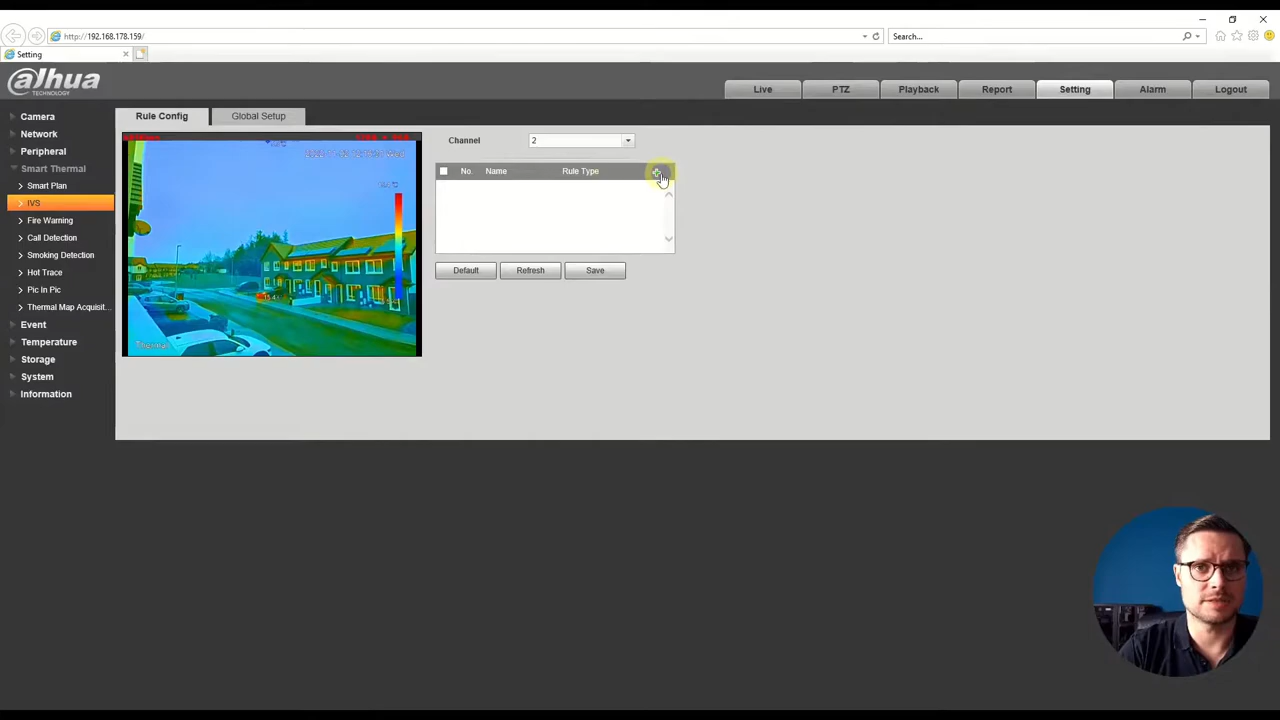 http://192.168.178.159/
Search...
Setting
alhua
TECHNOLOGY
Live
PTZ
Playback
Report
Setting
Alarm
Logout
Camera
Network
Peripheral
Smart Thermal
Smart Plan
IVS
Fire Warning
Call Detection
Smoking Detection
Hot Trace
Pic In Pic
Thermal Map Acquisit...
Event
Temperature
Storage
System
Information
Rule Config
Global Setup
Thermal
Channel
2
No.
Name
Rule Type
Default
Refresh
Save